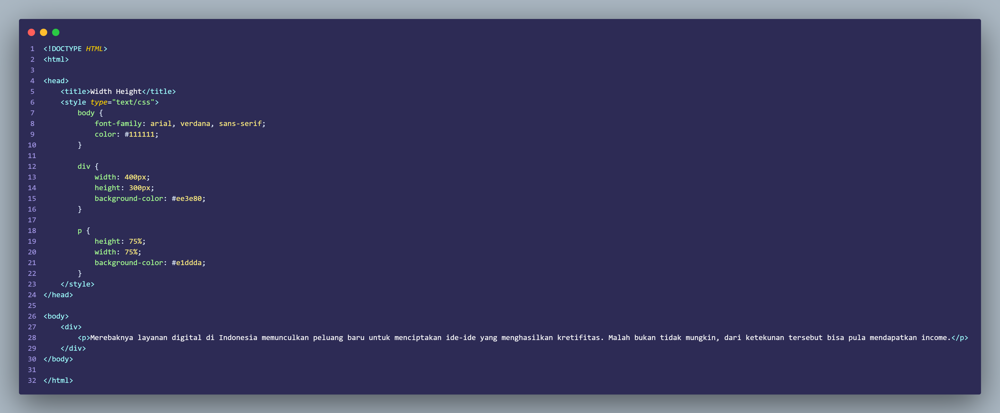 1 <!DOCTYPE HTML>
2 <html>
3
4 <head>
5     <title>Width Height</title>
6     <style type="text/css">
7         body {
8             font-family: arial, verdana, sans-serif;
9             color: #111111;
10         }
11
12         div {
13             width: 400px;
14             height: 300px;
15             background-color: #ee3e80;
16         }
17
18         p {
19             height: 75%;
20             width: 75%;
21             background-color: #e1ddda;
22         }
23     </style>
24 </head>
25
26 <body>
27     <div>
28         <p>Merebaknya layanan digital di Indonesia memunculkan peluang baru untuk menciptakan ide-ide yang menghasilkan kretifitas. Malah bukan tidak mungkin, dari ketekunan tersebut bisa pula mendapatkan income.</p>
29     </div>
30 </body>
31
32 </html>